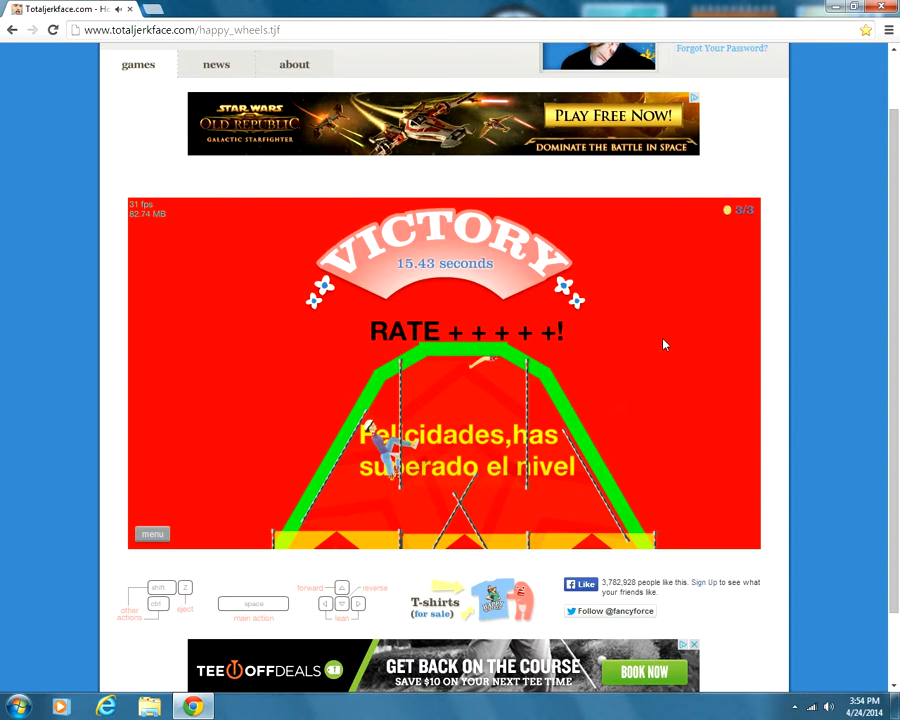 Totaljerkface.com - Ho
www.totaljerkface.com/happy_wheels.tjf
games
news
about
Forgot Your Password?
STAR WARS
THE OLD REPUBLIC
GALACTIC STARFIGHTER
PLAY FREE NOW!
DOMINATE THE BATTLE IN SPACE
31 fps
82.74 MB
3/3
VICTORY
15.43 seconds
RATE + + + + +!
Felicidades,has
superado el nivel
menu
shift
Z
ctrl
other
actions
eject
space
main action
forward
reverse
lean
T-shirts
(for sale)
Like
3,782,928 people like this. Sign Up to see what
your friends like.
Follow @fancyforce
TEE OFF DEALS
GET BACK ON THE COURSE
SAVE $10 ON YOUR NEXT TEE TIME
BOOK NOW
3:54 PM
4/24/2014